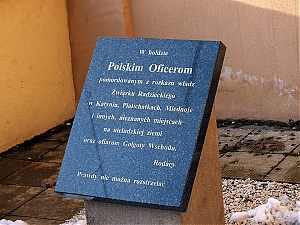 W hołdzie
Polskim Oficerom
pomordowanym z rozkazu władz
Związku Radzieckiego
w Katyniu, Piatichatkach, Miednoje
i innych, nieznanych miejscach
na nieludzkiej ziemi
oraz ofiarom Golgoty Wschodu.
Rodacy
Prawdy nie można rozstrzelać